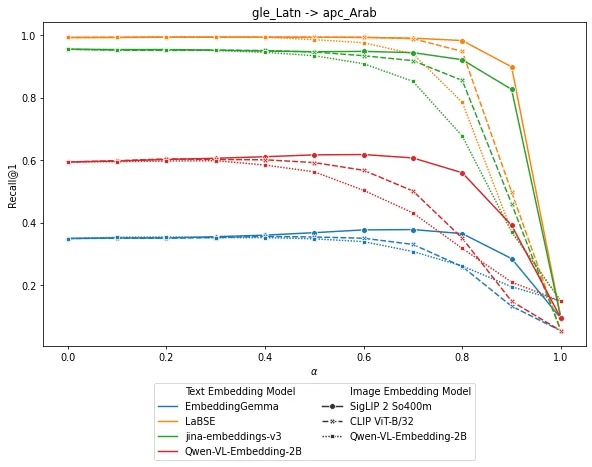 gle_Latn -> apc_Arab
1.0
0.8
0.6
0.4
0.2
Recall@1
0.0 0.2 0.4 0.6 0.8 1.0
α
Text Embedding Model Image Embedding Model
EmbeddingGemma SigLIP 2 So400m
LaBSE CLIP ViT-B/32
jina-embeddings-v3 Qwen-VL-Embedding-2B
Qwen-VL-Embedding-2B